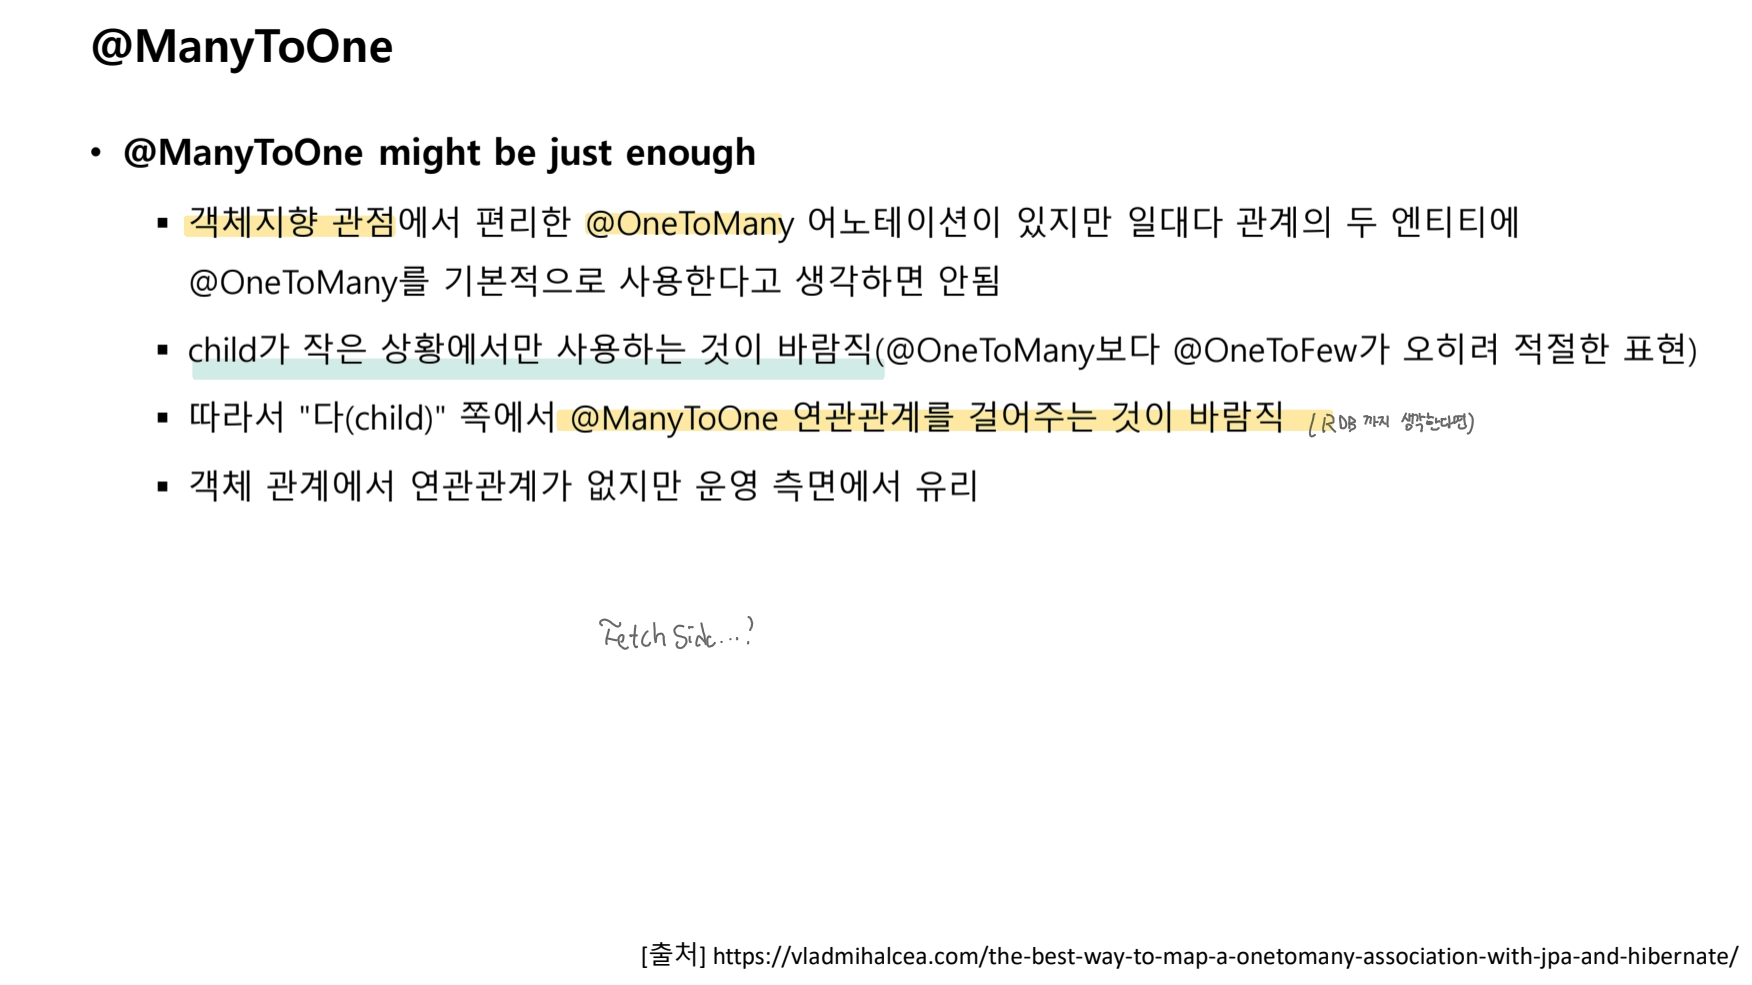 @ManyToOne
• @ManyToOne might be just enough
▪ 객체지향 관점에서 편리한 @OneToMany 어노테이션이 있지만 일대다 관계의 두 엔티티에
@OneToMany를 기본적으로 사용한다고 생각하면 안됨
▪ child가 작은 상황에서만 사용하는 것이 바람직(@OneToMany보다 @OneToFew가 오히려 적절한 표현)
▪ 따라서 "다(child)" 쪽에서 @ManyToOne 연관관계를 걸어주는 것이 바람직 (RDB 까지 생각한다면)
▪ 객체 관계에서 연관관계가 없지만 운영 측면에서 유리
Fetch Side...?
[출처] https://vladmihalcea.com/the-best-way-to-map-a-onetomany-association-with-jpa-and-hibernate/